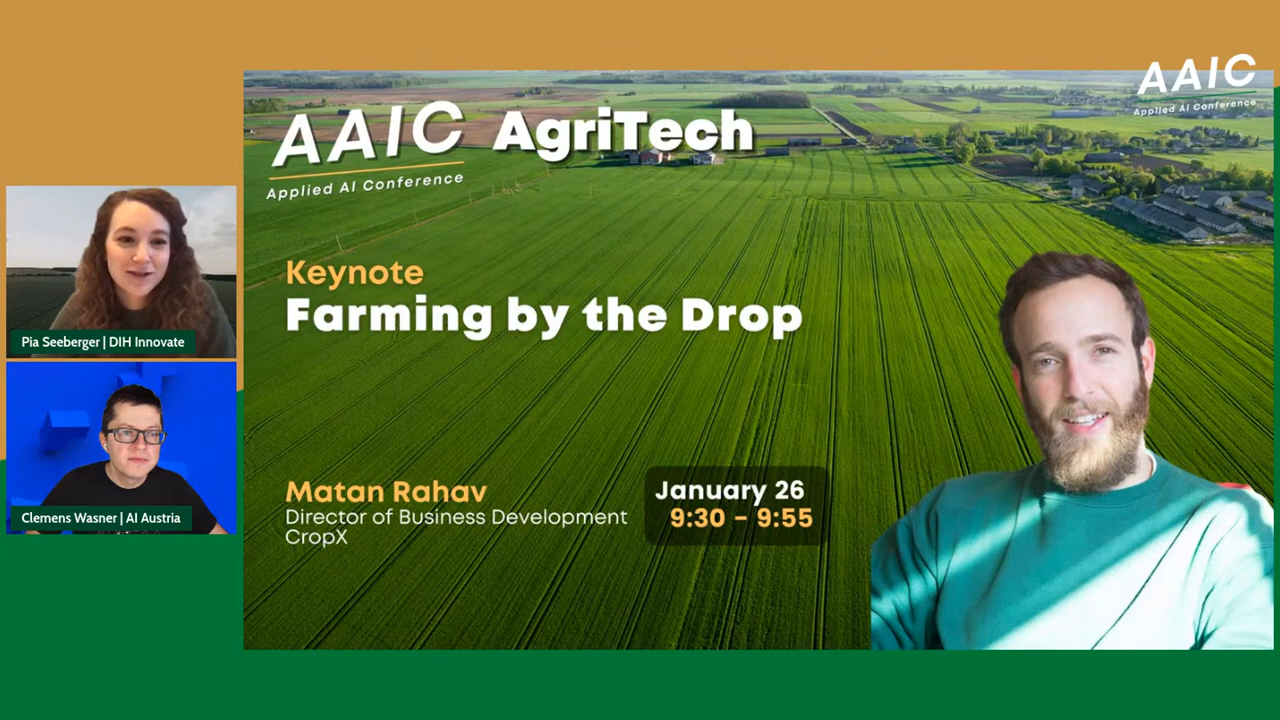 AAIC
Applied AI Conference
AAIC AgriTech
Applied AI Conference
Keynote
Farming by the Drop
Pia Seeberger | DIH Innovate
Matan Rahav
Director of Business Development
CropX
January 26
9:30 – 9:55
Clemens Wasner | AI Austria